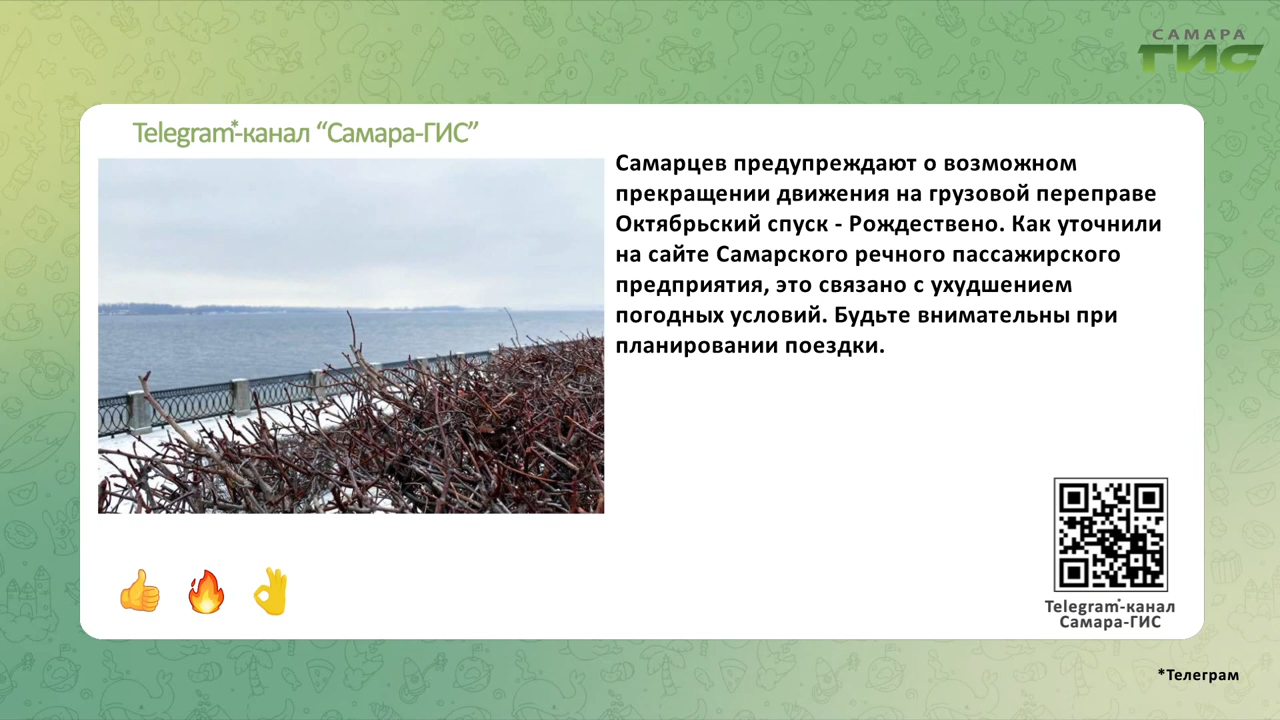 САМАРА
ГИС
Telegram*-канал “Самара-ГИС”
Самарцев предупреждают о возможном
прекращении движения на грузовой переправе
Октябрьский спуск - Рождествено. Как уточнили
на сайте Самарского речного пассажирского
предприятия, это связано с ухудшением
погодных условий. Будьте внимательны при
планировании поездки.
Telegram*-канал
Самара-ГИС
*Телеграм